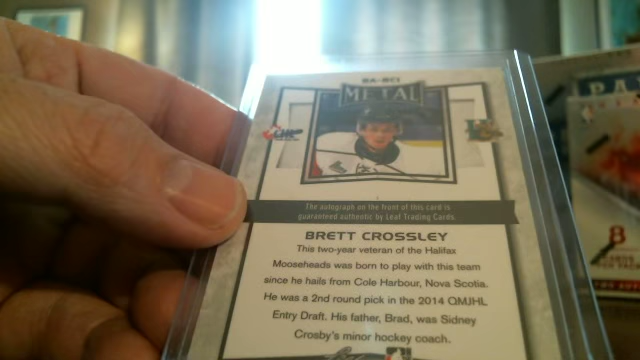 BA-BC1
METAL
The autograph on the front of this card is
guaranteed authentic by Leaf Trading Cards.
BRETT CROSSLEY
This two-year veteran of the Halifax
Mooseheads was born to play with this team
since he hails from Cole Harbour, Nova Scotia.
He was a 2nd round pick in the 2014 QMJHL
Entry Draft. His father, Brad, was Sidney
Crosby's minor hockey coach.
8